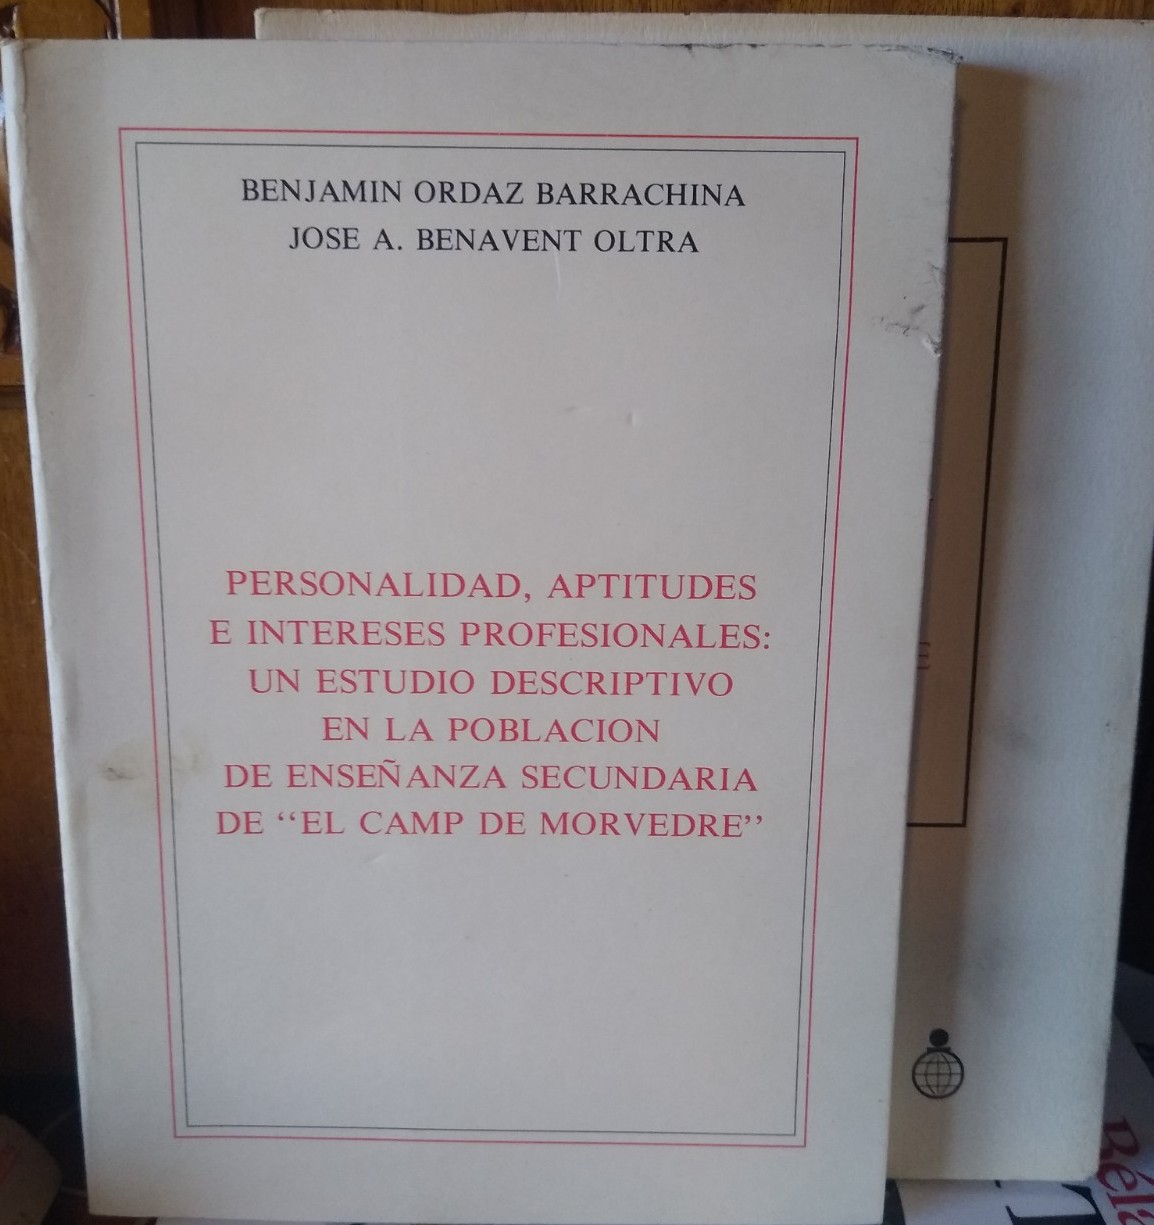 BENJAMIN ORDAZ BARRACHINA
JOSE A. BENAVENT OLTRA
PERSONALIDAD, APTITUDES
E INTERESES PROFESIONALES:
UN ESTUDIO DESCRIPTIVO
EN LA POBLACION
DE ENSEÑANZA SECUNDARIA
DE “EL CAMP DE MORVEDRE”